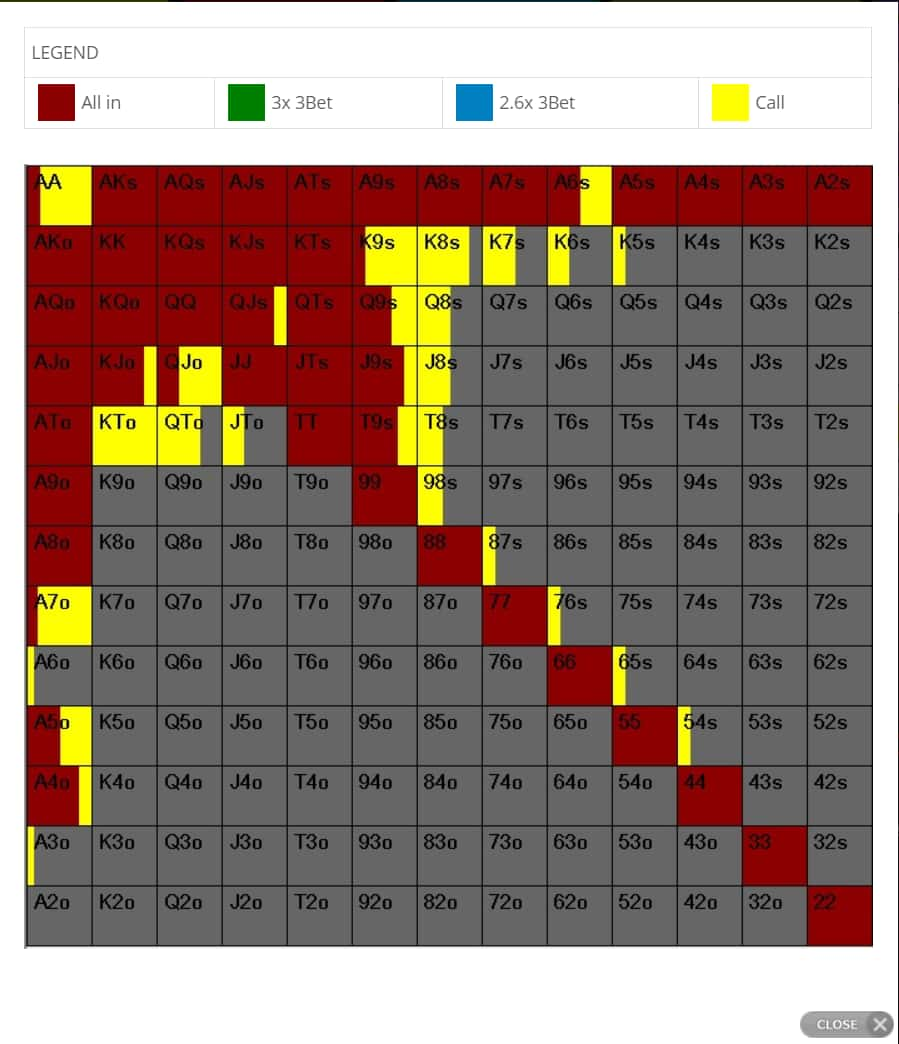 LEGEND
All in 3x 3Bet 2.6x 3Bet Call
AA AKs AQs AJs ATs A9s A8s A7s A6s A5s A4s A3s A2s
AKo KK KQs KJs KTs K9s K8s K7s K6s K5s K4s K3s K2s
AQo KQo QQ QJs QTs Q9s Q8s Q7s Q6s Q5s Q4s Q3s Q2s
AJo KJo QJo JJ JTs J9s J8s J7s J6s J5s J4s J3s J2s
ATo KTo QTo JTo TT T9s T8s T7s T6s T5s T4s T3s T2s
A9o K9o Q9o J9o T9o 99 98s 97s 96s 95s 94s 93s 92s
A8o K8o Q8o J8o T8o 98o 88 87s 86s 85s 84s 83s 82s
A7o K7o Q7o J7o T7o 97o 87o 77 76s 75s 74s 73s 72s
A6o K6o Q6o J6o T6o 96o 86o 76o 66 65s 64s 63s 62s
A5o K5o Q5o J5o T5o 95o 85o 75o 65o 55 54s 53s 52s
A4o K4o Q4o J4o T4o 94o 84o 74o 64o 54o 44 43s 42s
A3o K3o Q3o J3o T3o 93o 83o 73o 63o 53o 43o 33 32s
A2o K2o Q2o J2o T2o 92o 82o 72o 62o 52o 42o 32o 22
CLOSE